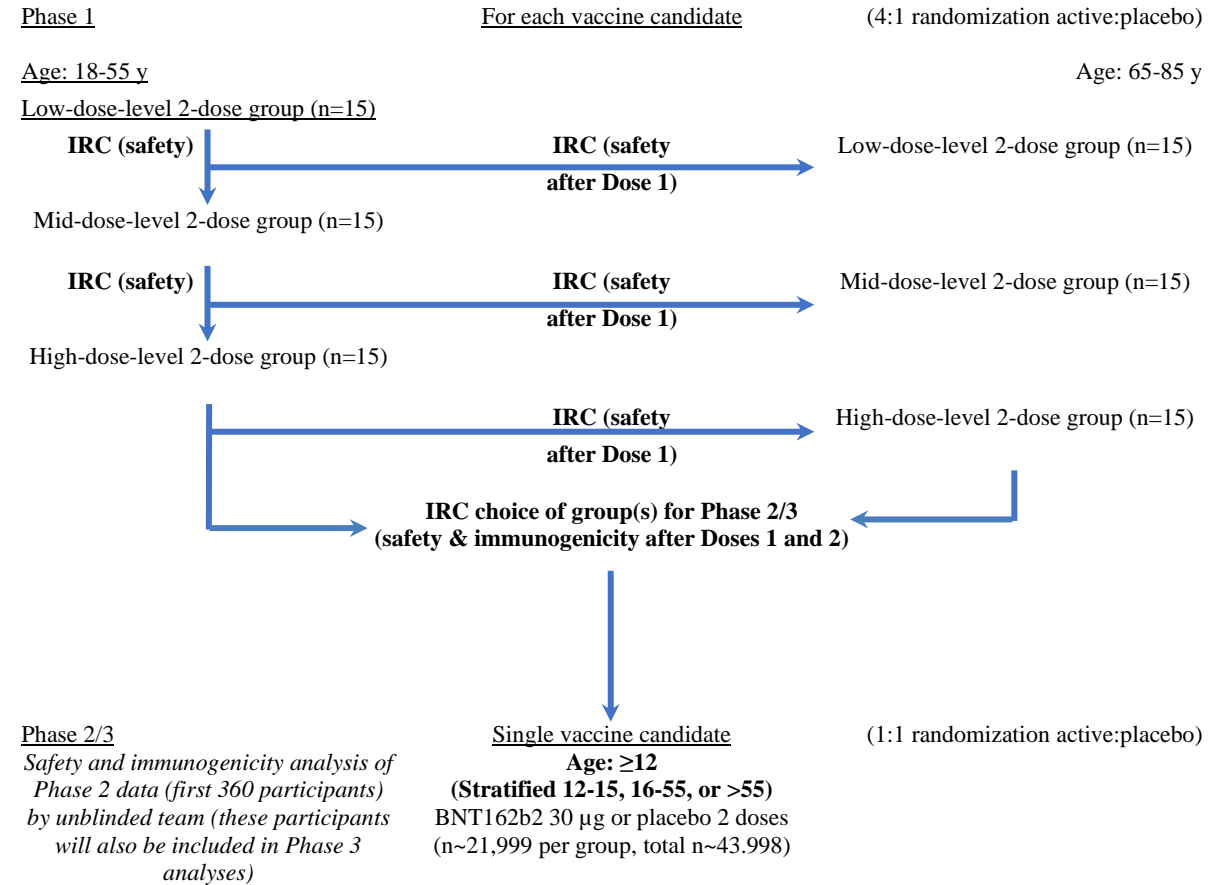 Phase 1 For each vaccine candidate (4:1 randomization active:placebo)
Age: 18-55 y Age: 65-85 y
Low-dose-level 2-dose group (n=15)
IRC (safety) IRC (safety Low-dose-level 2-dose group (n=15)
after Dose 1)
Mid-dose-level 2-dose group (n=15)
IRC (safety) IRC (safety Mid-dose-level 2-dose group (n=15)
after Dose 1)
High-dose-level 2-dose group (n=15)
IRC (safety High-dose-level 2-dose group (n=15)
after Dose 1)
IRC choice of group(s) for Phase 2/3
(safety & immunogenicity after Doses 1 and 2)
Phase 2/3 Single vaccine candidate (1:1 randomization active:placebo)
Safety and immunogenicity analysis of
Phase 2 data (first 360 participants)
by unblinded team (these participants
will also be included in Phase 3
analyses)
Age: ≥12
(Stratified 12-15, 16-55, or >55)
BNT162b2 30 µg or placebo 2 doses
(n~21,999 per group, total n~43.998)